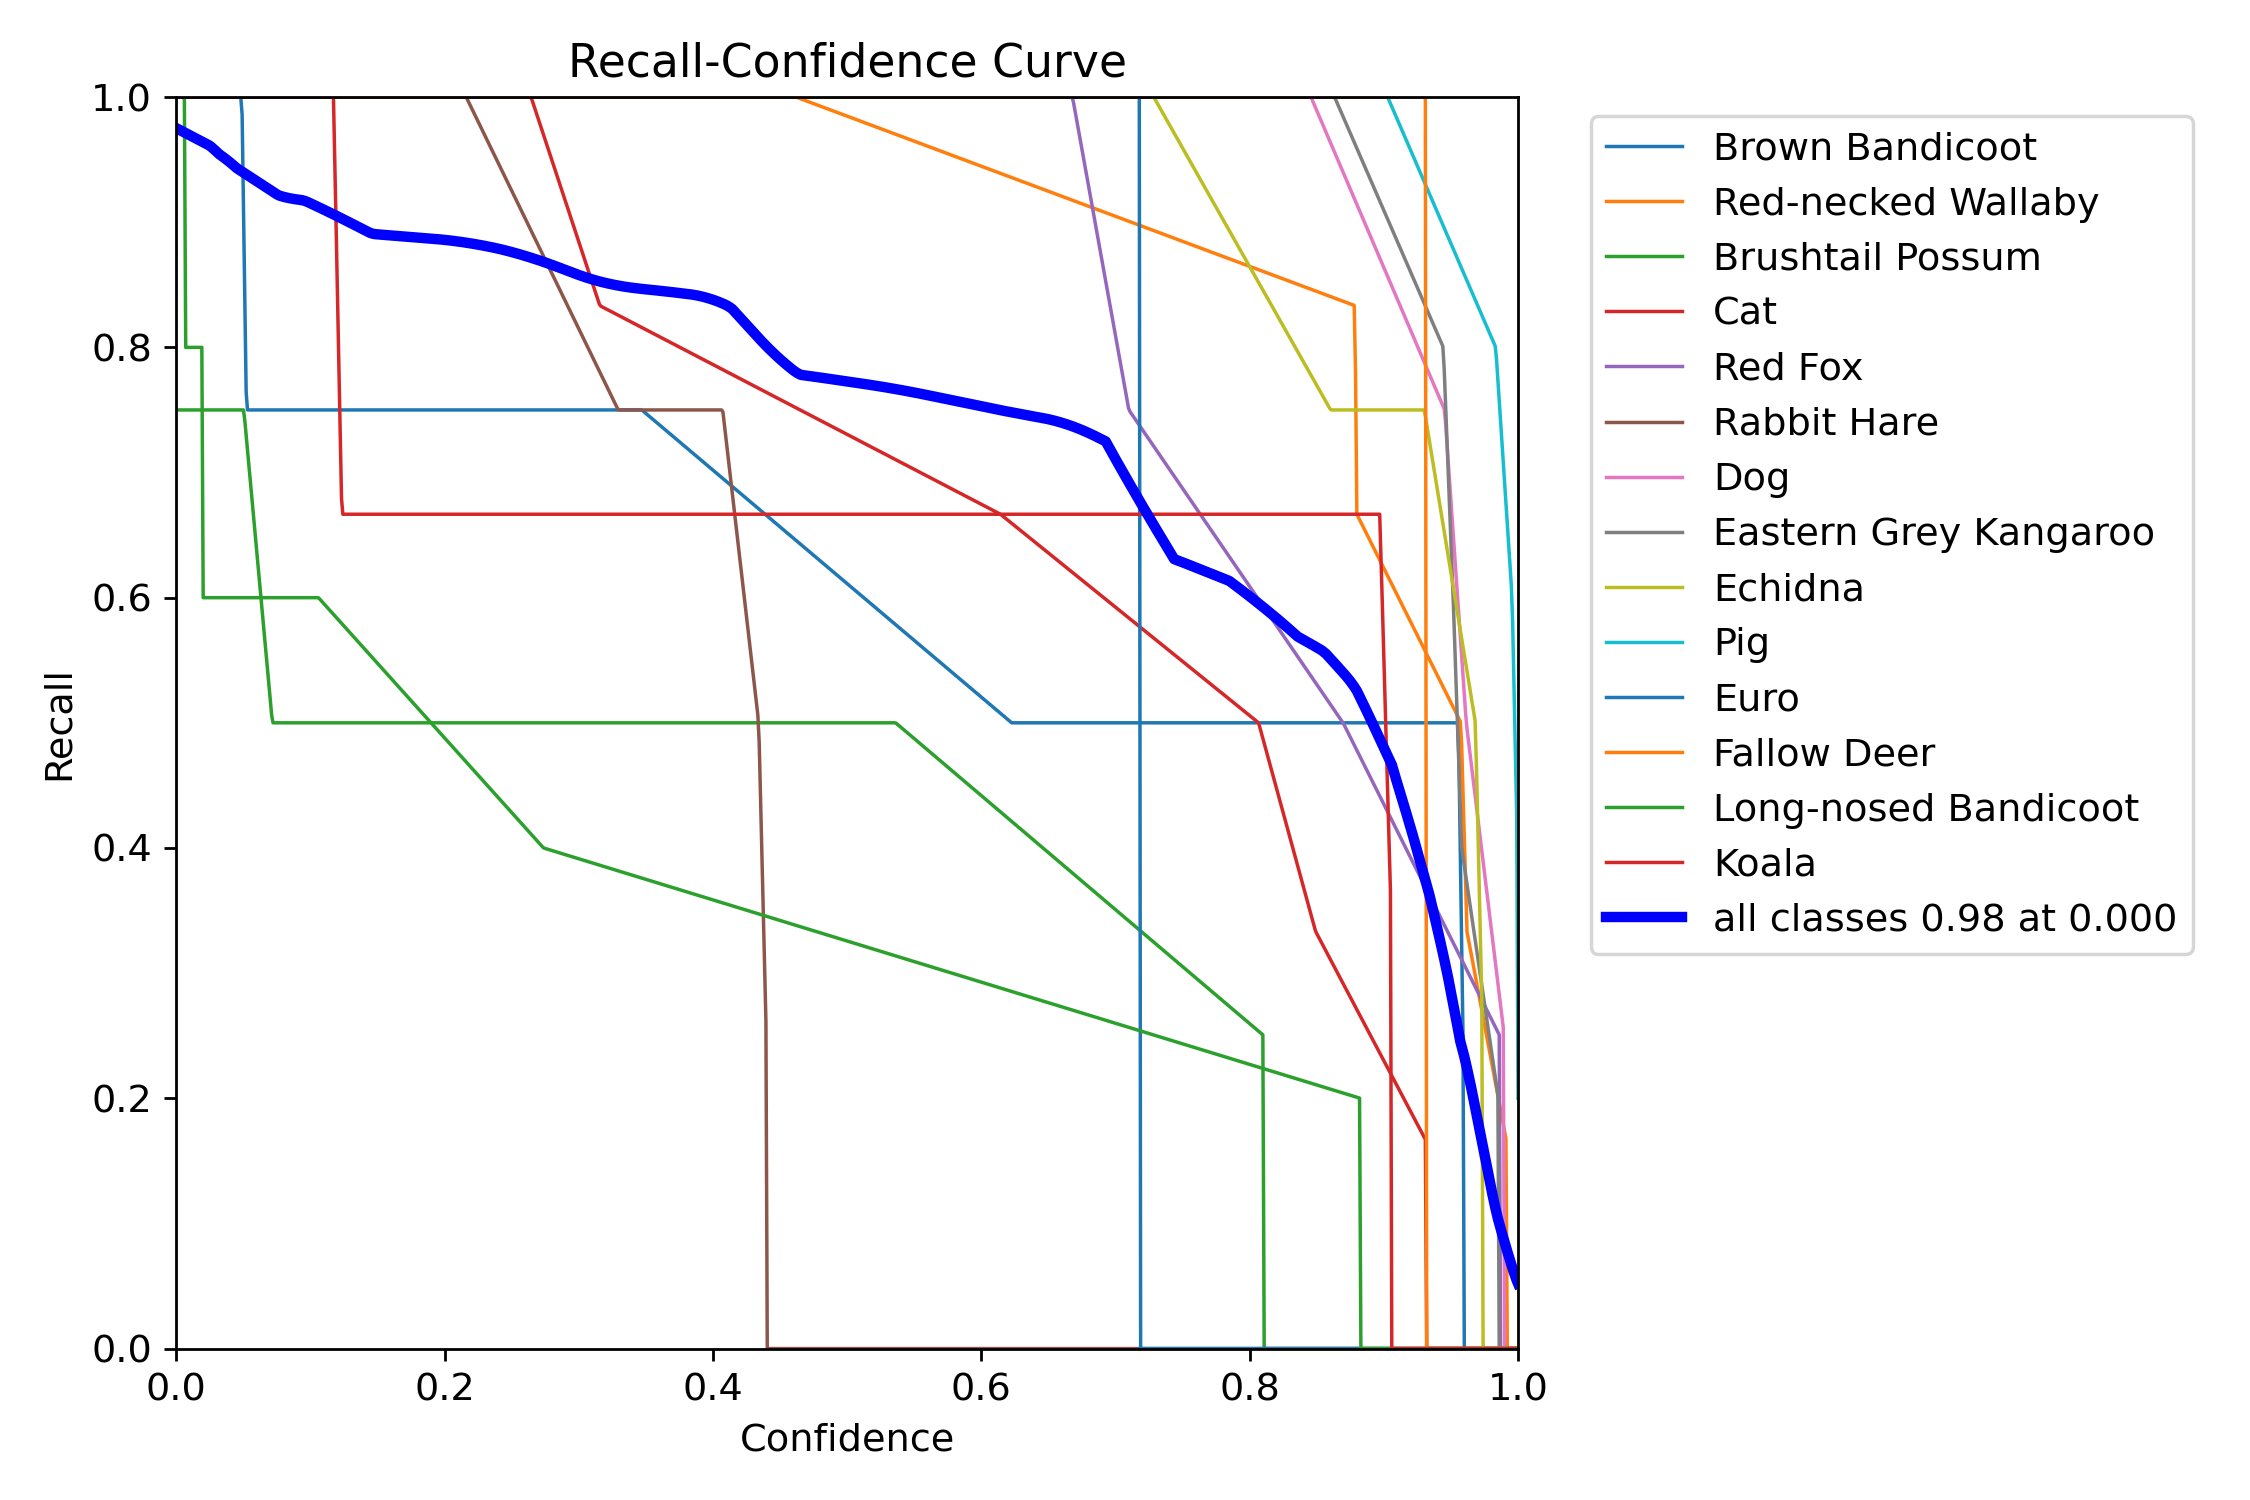 Recall-Confidence Curve
1.0
0.8
0.6
0.4
0.2
0.0
Recall
0.0 0.2 0.4 0.6 0.8 1.0
Confidence
Brown Bandicoot
Red-necked Wallaby
Brushtail Possum
Cat
Red Fox
Rabbit Hare
Dog
Eastern Grey Kangaroo
Echidna
Pig
Euro
Fallow Deer
Long-nosed Bandicoot
Koala
all classes 0.98 at 0.000